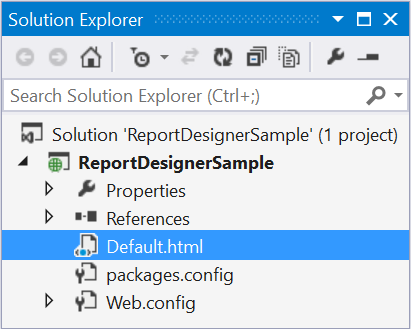 Solution Explorer
Search Solution Explorer (Ctrl+;)
Solution 'ReportDesignerSample' (1 project)
ReportDesignerSample
Properties
References
Default.html
packages.config
Web.config